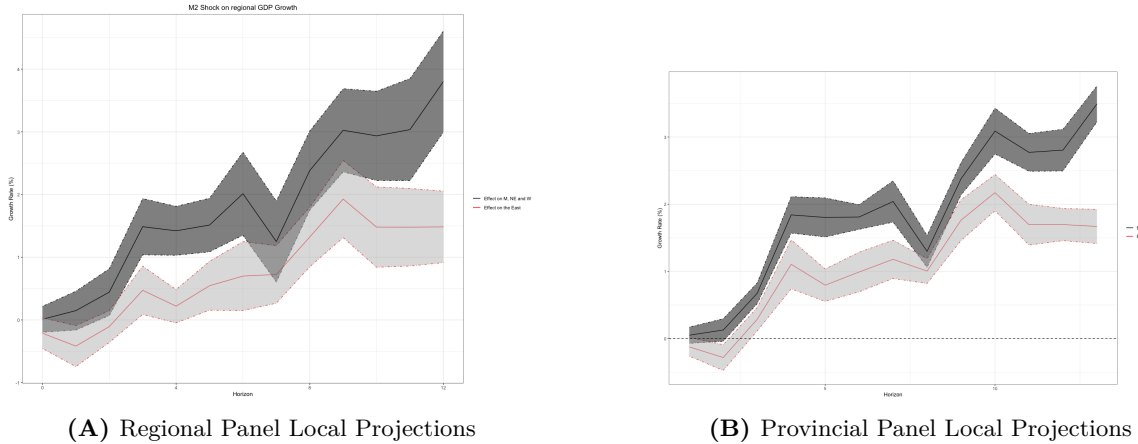 M2 Shock on regional GDP Growth
Growth Rate (%)
4
3
2
1
0
-1
0
4
8
12
Horizon
Effect on M, NE and W
Effect on the East
(A) Regional Panel Local Projections
Growth Rate (%)
3
2
1
0
10
Horizon
(B) Provincial Panel Local Projections